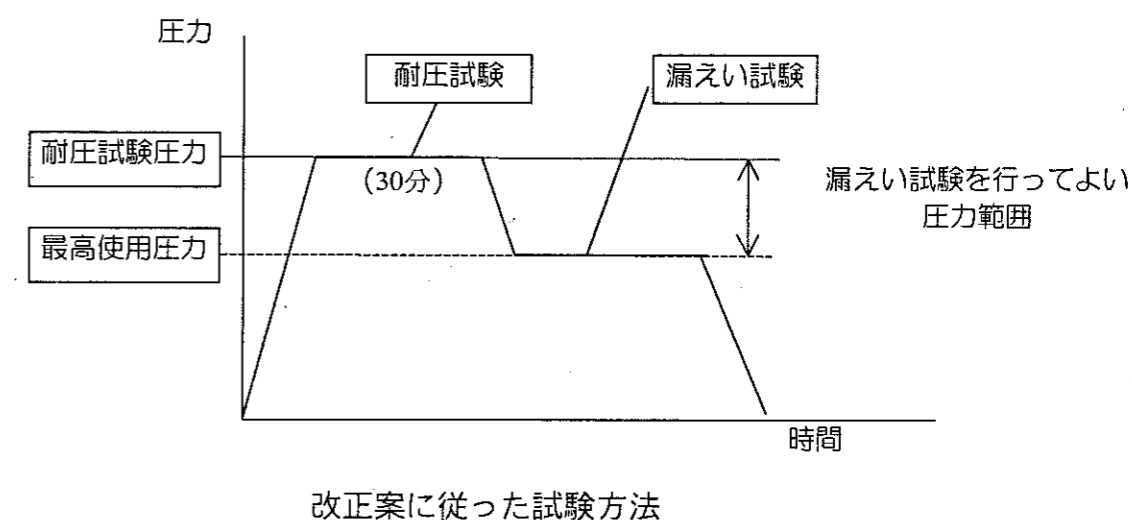 圧力
耐圧試験
漏えい試験
耐圧試験圧力
(30分)
漏えい試験を行ってよい
圧力範囲
最高使用圧力
時間
改正案に従った試験方法